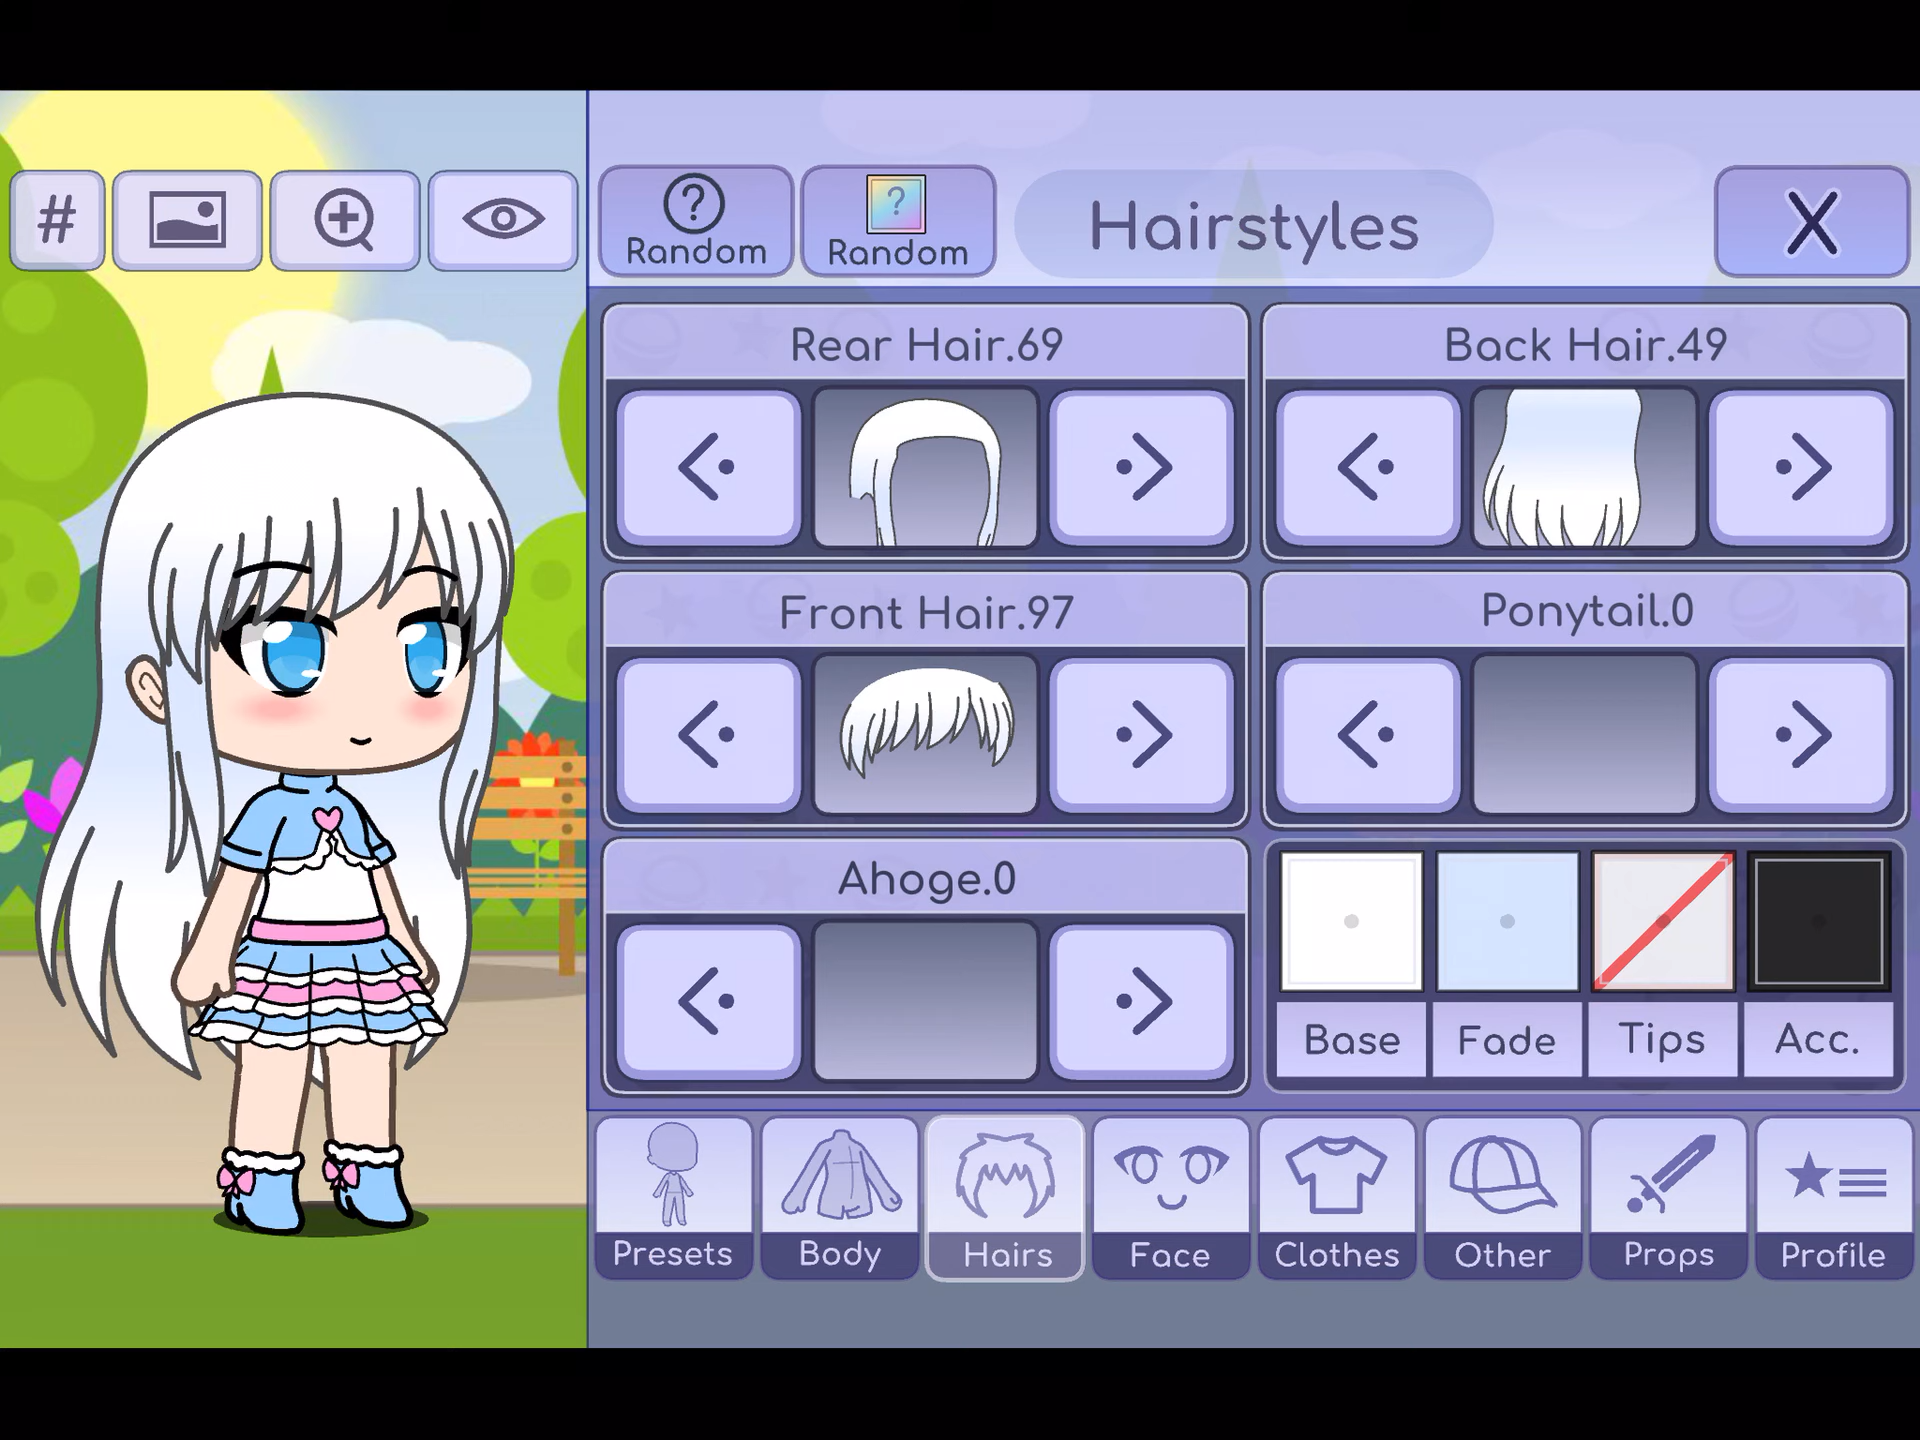 #
?
Random
?
Random
Hairstyles
X
Rear Hair.69
Back Hair.49
Front Hair.97
Ponytail.0
Ahoge.0
Base
Fade
Tips
Acc.
Presets
Body
Hairs
Face
Clothes
Other
Props
Profile